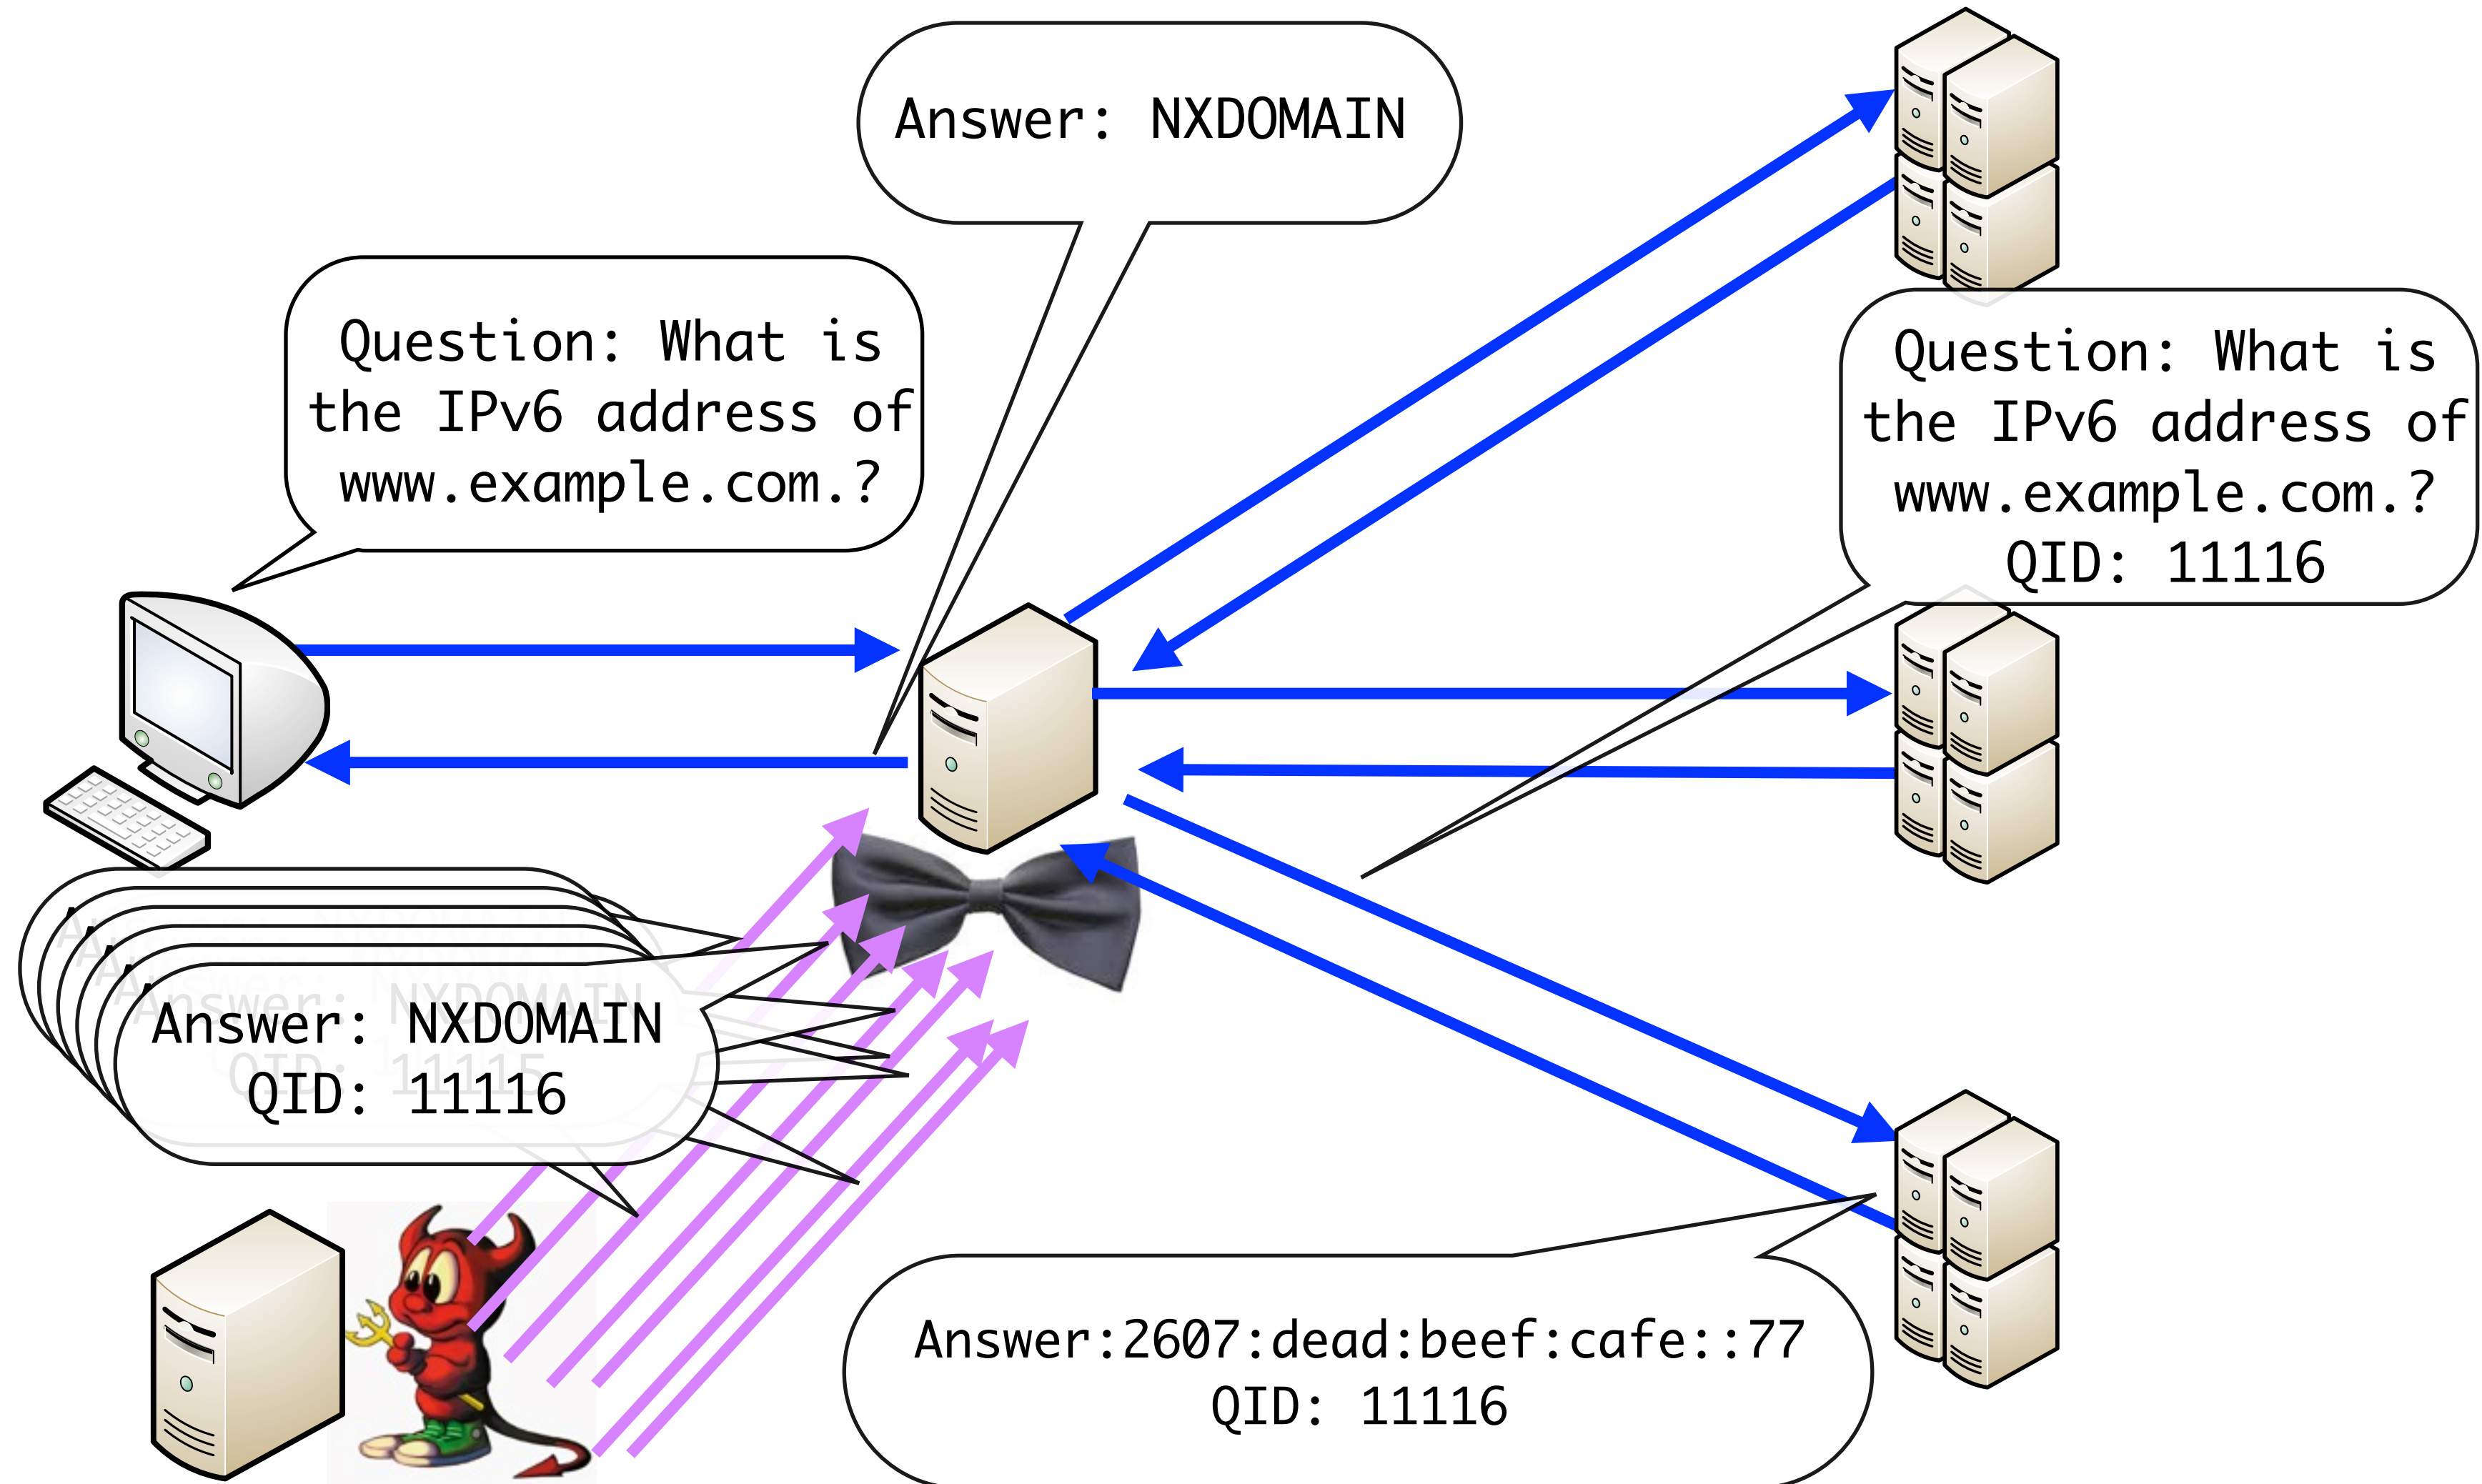 Answer: NXDOMAIN
Question: What is
the IPv6 address of
www.example.com.?
Question: What is
the IPv6 address of
www.example.com.?
QID: 11116
Answer: NXDOMAIN
QID: 11116
Answer:2607:dead:beef:cafe::77
QID: 11116